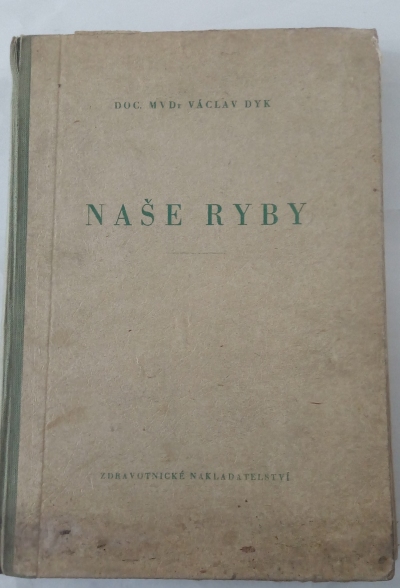 DOC. MVDr VÁCLAV DYK
NAŠE RYBY
ZDRAVOTNICKÉ NAKLADATELSTVÍ